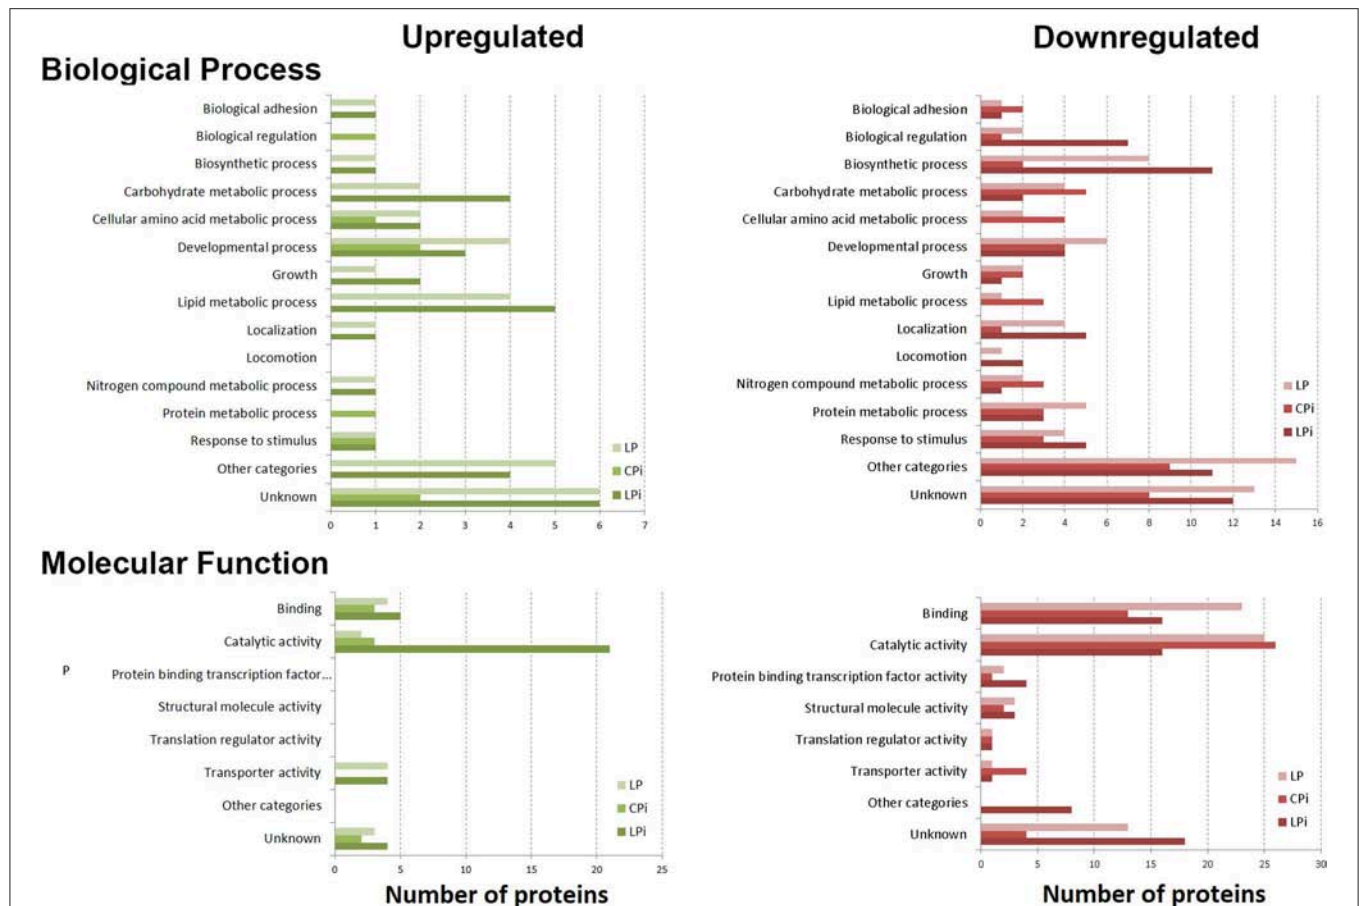 Upregulated
Downregulated
Biological Process
Biological adhesion
Biological regulation
Biosynthetic process
Carbohydrate metabolic process
Cellular amino acid metabolic process
Developmental process
Growth
Lipid metabolic process
Localization
Locomotion
Nitrogen compound metabolic process
Protein metabolic process
Response to stimulus
Other categories
Unknown
LP
CPi
LPi
0 1 2 3 4 5 6 7
Biological adhesion
Biological regulation
Biosynthetic process
Carbohydrate metabolic process
Cellular amino acid metabolic process
Developmental process
Growth
Lipid metabolic process
Localization
Locomotion
Nitrogen compound metabolic process
Protein metabolic process
Response to stimulus
Other categories
Unknown
LP
CPi
LPi
0 2 4 6 8 10 12 14 16
Molecular Function
Binding
Catalytic activity
P Protein binding transcription factor...
Structural molecule activity
Translation regulator activity
Transporter activity
Other categories
Unknown
LP
CPi
LPi
0 5 10 15 20 25
Number of proteins
Binding
Catalytic activity
Protein binding transcription factor activity
Structural molecule activity
Translation regulator activity
Transporter activity
Other categories
Unknown
LP
CPi
LPi
0 5 10 15 20 25 30
Number of proteins